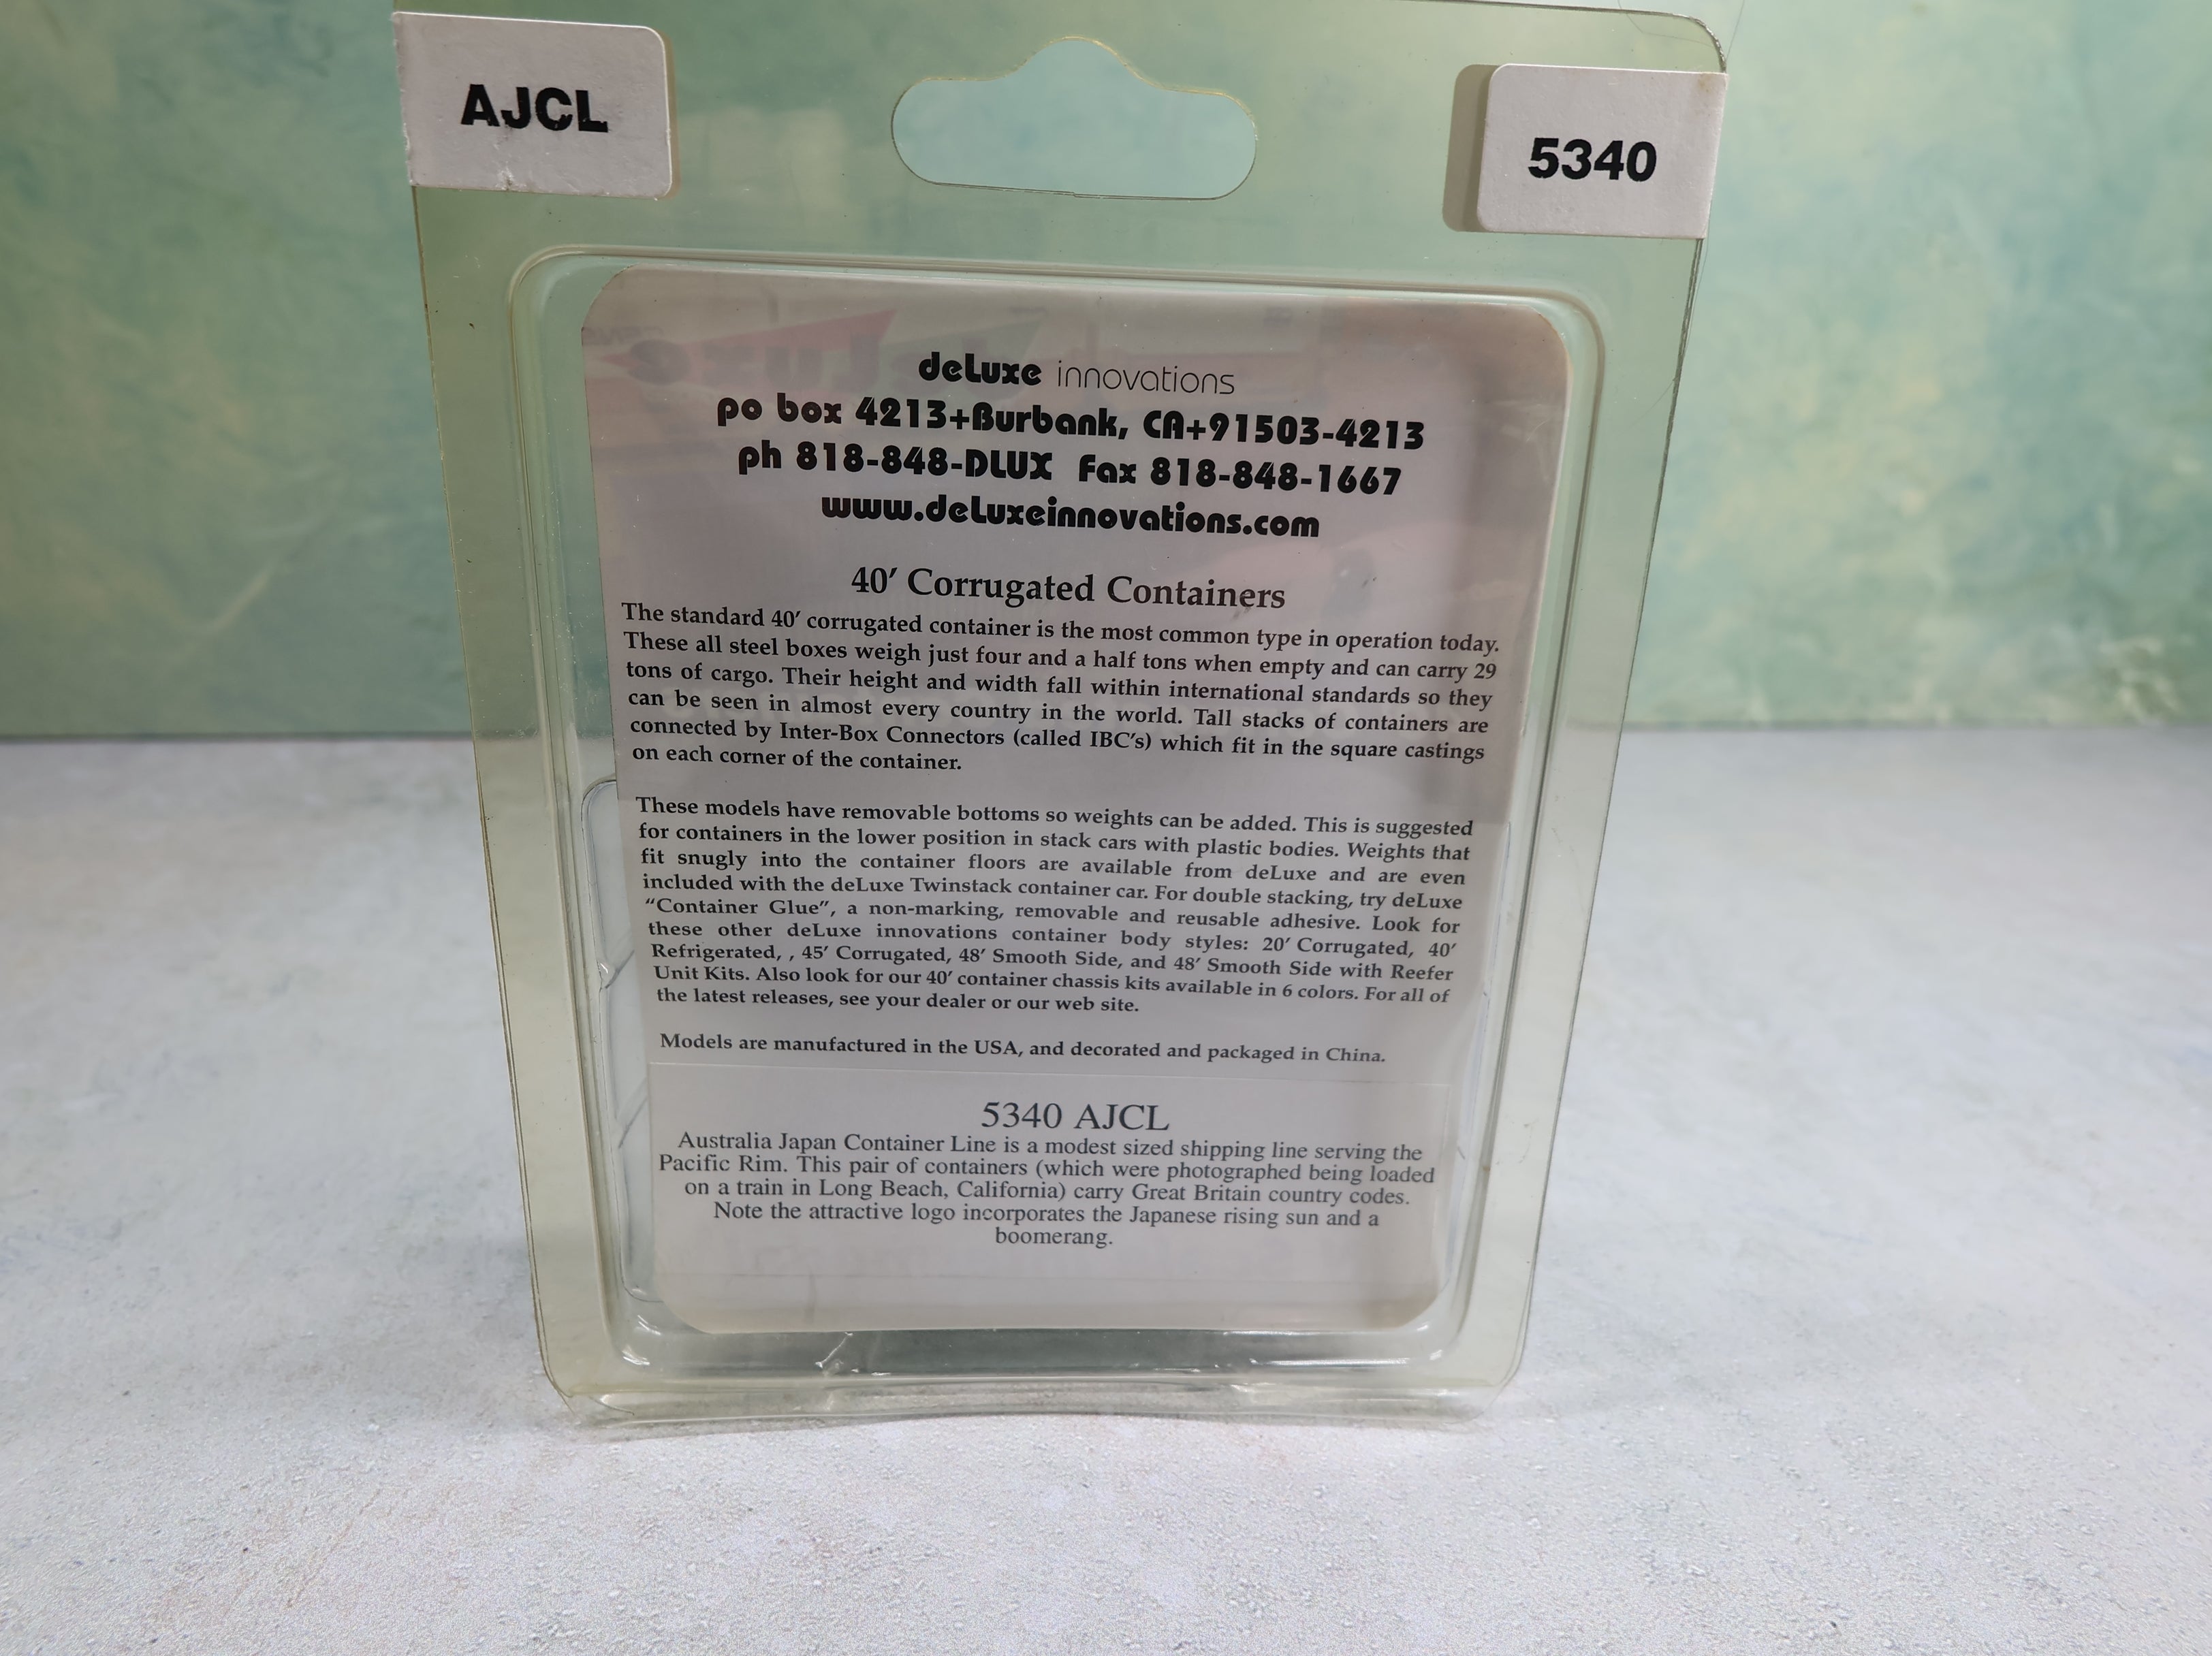 AJCL
5340
deLuxe innovations
po box 4213+Burbank, CA+91503-4213
ph 818-848-DLUX Fax 818-848-1667
www.deLuxeinnovations.com
40' Corrugated Containers
The standard 40' corrugated container is the most common type in operation today.
These all steel boxes weigh just four and a half tons when empty and can carry 29
tons of cargo. Their height and width fall within international standards so they
can be seen in almost every country in the world. Tall stacks of containers are
connected by Inter-Box Connectors (called IBC's) which fit in the square castings
on each corner of the container.
These models have removable bottoms so weights can be added. This is suggested
for containers in the lower position in stack cars with plastic bodies. Weights that
fit snugly into the container floors are available from deLuxe and are even
included with the deLuxe Twinstack container car. For double stacking, try deLuxe
“Container Glue”, a non-marking, removable and reusable adhesive. Look for
these other deLuxe innovations container body styles: 20' Corrugated, 40'
Refrigerated, , 45' Corrugated, 48' Smooth Side, and 48' Smooth Side with Reefer
Unit Kits. Also look for our 40' container chassis kits available in 6 colors. For all of
the latest releases, see your dealer or our web site.
Models are manufactured in the USA, and decorated and packaged in China.
5340 AJCL
Australia Japan Container Line is a modest sized shipping line serving the
Pacific Rim. This pair of containers (which were photographed being loaded
on a train in Long Beach, California) carry Great Britain country codes.
Note the attractive logo incorporates the Japanese rising sun and a
boomerang.